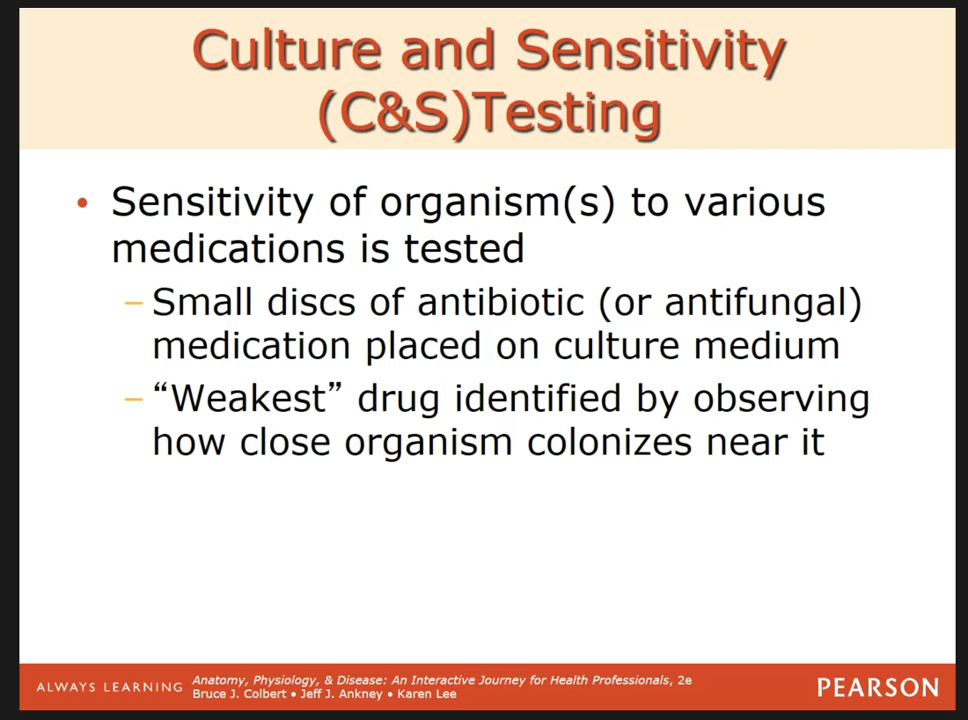 Culture and Sensitivity
(C&S)Testing
• Sensitivity of organism(s) to various
medications is tested
– Small discs of antibiotic (or antifungal)
medication placed on culture medium
– “Weakest” drug identified by observing
how close organism colonizes near it
ALWAYS LEARNING
Anatomy, Physiology, & Disease: An Interactive Journey for Health Professionals, 2e
Bruce J. Colbert • Jeff J. Ankney • Karen Lee
PEARSON